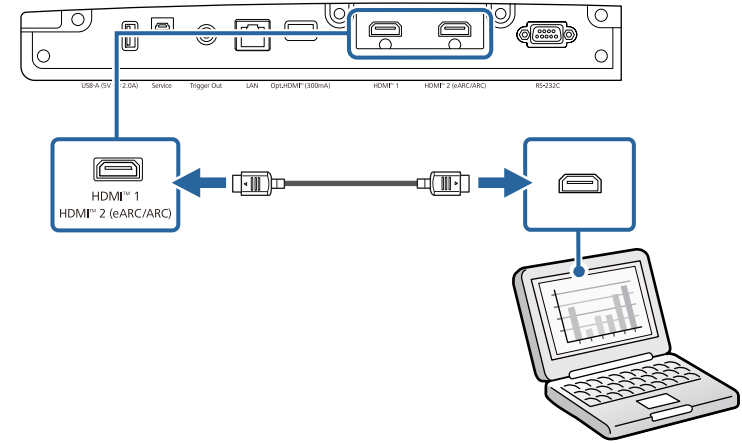 USB-A (5V ⎓ 2.0A) Service Trigger Out LAN Opt.HDMI™ (300mA) HDMI™ 1 HDMI™ 2 (eARC/ARC) RS-232C
HDMI™ 1
HDMI™ 2 (eARC/ARC)